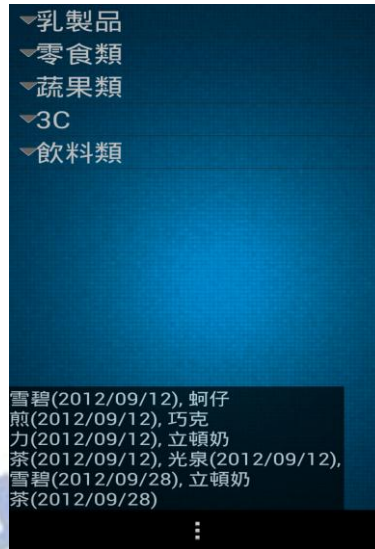 乳製品
零食類
蔬果類
3C
飲料類
雪碧(2012/09/12), 蚵仔
煎(2012/09/12), 巧克
力(2012/09/12), 立頓奶
茶(2012/09/12), 光泉(2012/09/12),
雪碧(2012/09/28), 立頓奶
茶(2012/09/28)